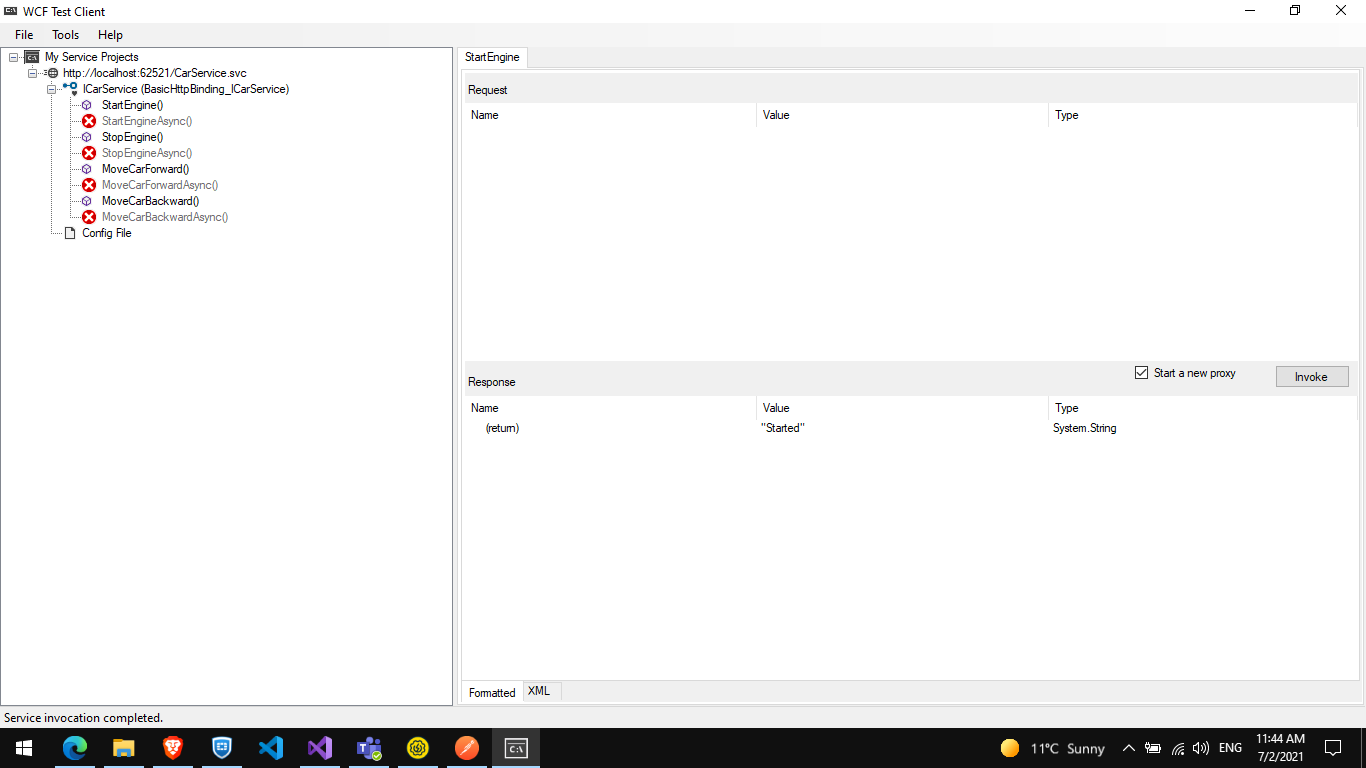 WCF Test Client
File Tools Help
My Service Projects
http://localhost:62521/CarService.svc
ICarService (BasicHttpBinding_ICarService)
StartEngine()
StartEngineAsync()
StopEngine()
StopEngineAsync()
MoveCarForward()
MoveCarForwardAsync()
MoveCarBackward()
MoveCarBackwardAsync()
Config File
StartEngine
Request
Name Value Type
Response
Start a new proxy
Invoke
Name Value Type
(return) "Started" System.String
Formatted XML
Service invocation completed.
C:\
11°C Sunny
ENG
11:44 AM
7/2/2021